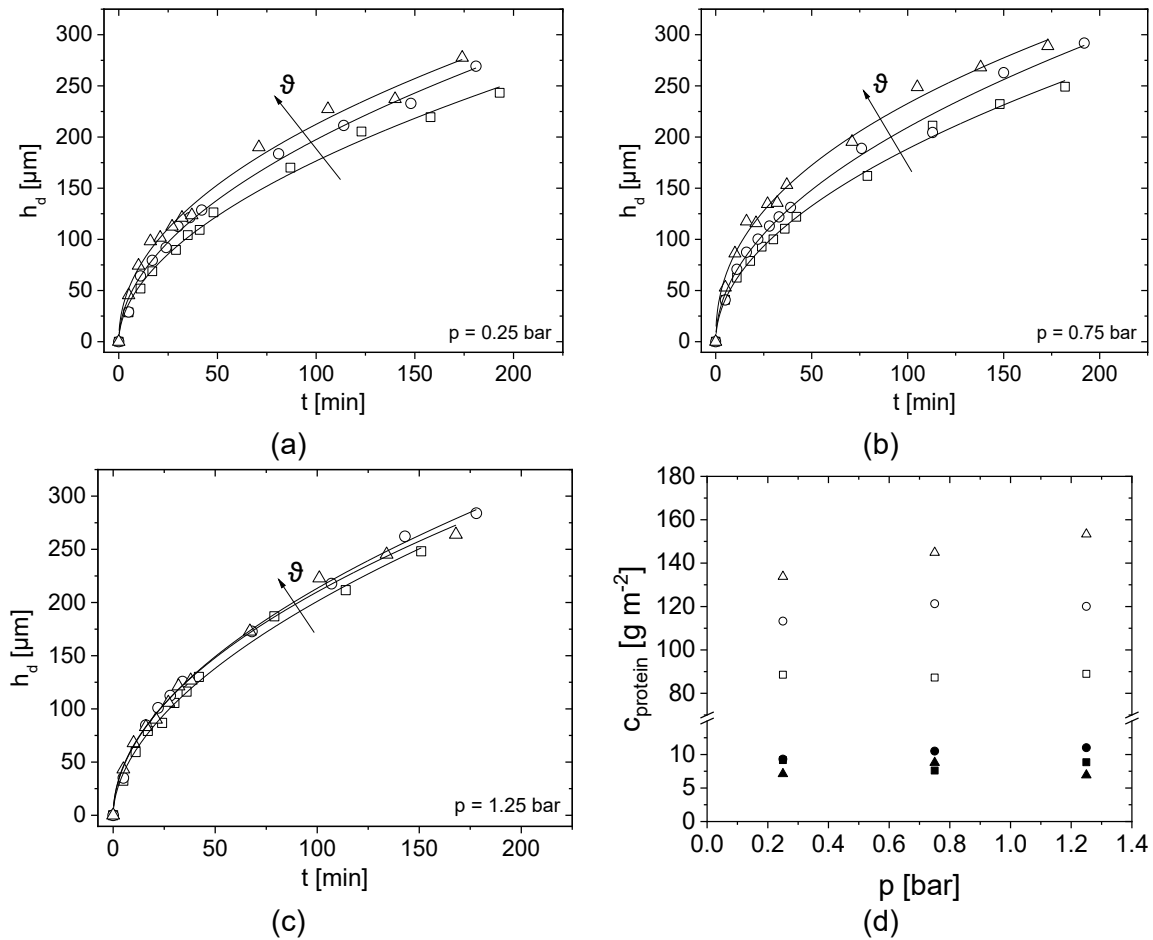 300
250
200
150
100
50
0
h_d [µm]
ϑ
p = 0.25 bar
0 50 100 150 200
t [min]
(a)
300
250
200
150
100
50
0
h_d [µm]
ϑ
p = 0.75 bar
0 50 100 150 200
t [min]
(b)
300
250
200
150
100
50
0
h_d [µm]
ϑ
p = 1.25 bar
0 50 100 150 200
t [min]
(c)
180
160
140
120
100
80
10
5
0
c_protein [g m⁻²]
0.0 0.2 0.4 0.6 0.8 1.0 1.2 1.4
p [bar]
(d)